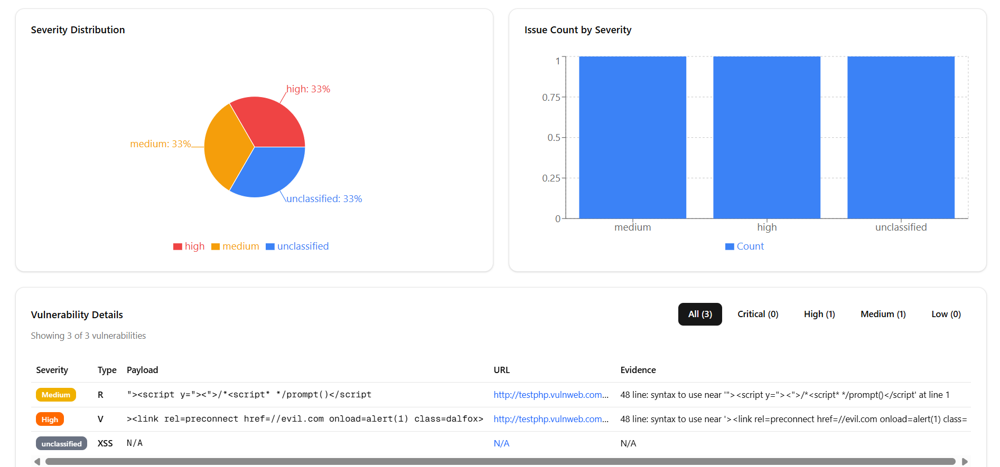 Severity Distribution
high: 33%
medium: 33%
unclassified: 33%
high medium unclassified
Issue Count by Severity
1
0.75
0.5
0.25
0
medium high unclassified
Count
Vulnerability Details
All (3) Critical (0) High (1) Medium (1) Low (0)
Showing 3 of 3 vulnerabilities
Severity Type Payload URL Evidence
Medium R "><script y="><">/*<script* */prompt()</script http://testphp.vulnweb.com... 48 line: syntax to use near '"><script y="><">/*<script* */prompt()</script' at line 1
High V ><link rel=preconnect href=//evil.com onload=alert(1) class=dalfox> http://testphp.vulnweb.com... 48 line: syntax to use near '><link rel=preconnect href=//evil.com onload=alert(1) class=
unclassified XSS N/A N/A N/A